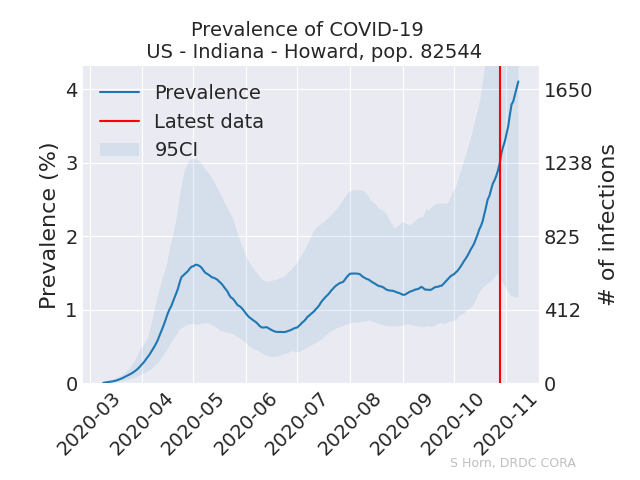 Prevalence of COVID-19
US - Indiana - Howard, pop. 82544
Prevalence
Latest data
95CI
Prevalence (%)
4
3
2
1
0
1650
1238
825
412
0
# of infections
2020-03
2020-04
2020-05
2020-06
2020-07
2020-08
2020-09
2020-10
2020-11
S Horn, DRDC CORA